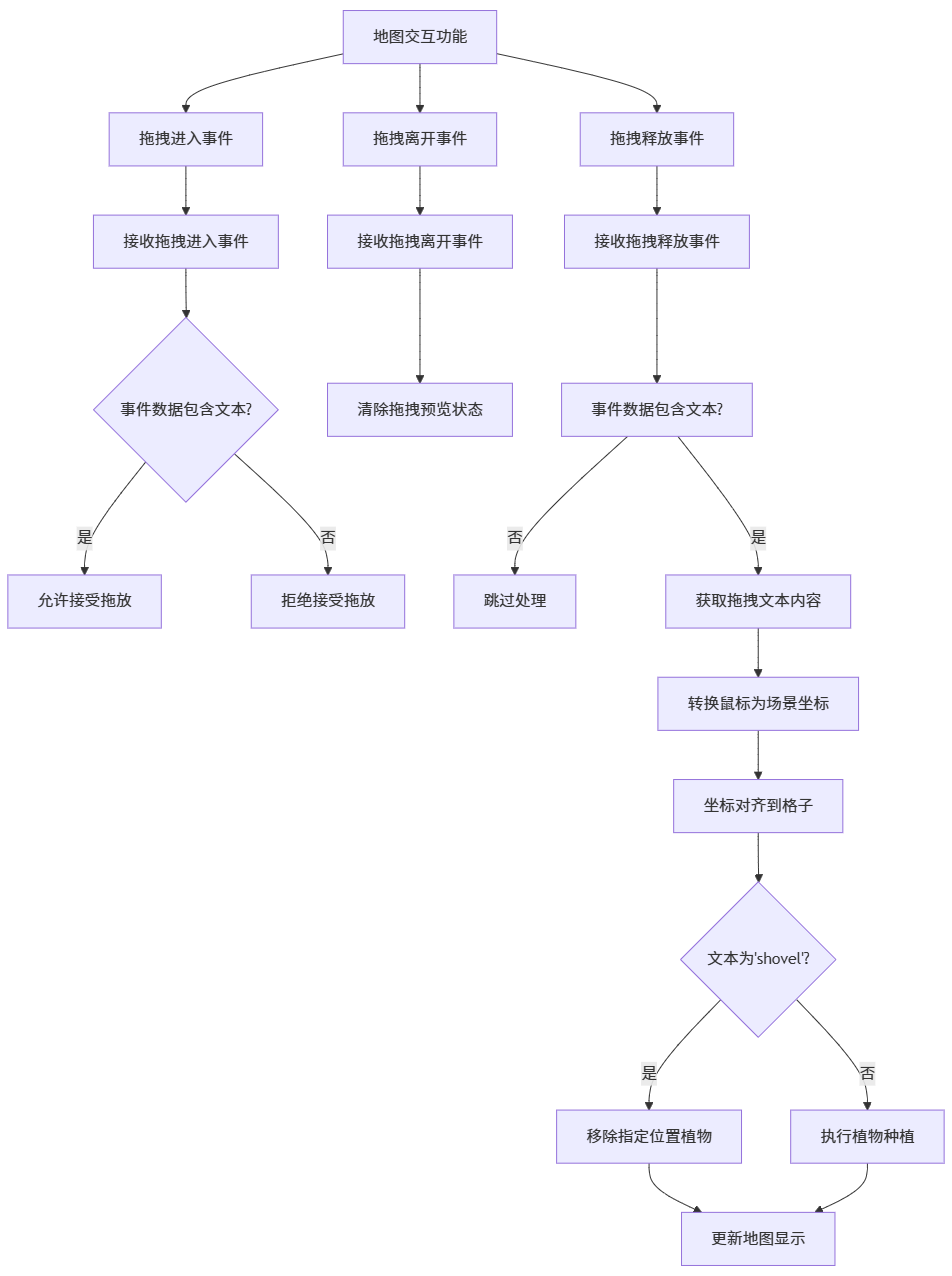 地图交互功能
拖拽进入事件
拖拽离开事件
拖拽释放事件
接收拖拽进入事件
接收拖拽离开事件
接收拖拽释放事件
事件数据包含文本?
清除拖拽预览状态
事件数据包含文本?
是
否
否
是
允许接受拖放
拒绝接受拖放
跳过处理
获取拖拽文本内容
转换鼠标为场景坐标
坐标对齐到格子
文本为'shovel'?
是
否
移除指定位置植物
执行植物种植
更新地图显示